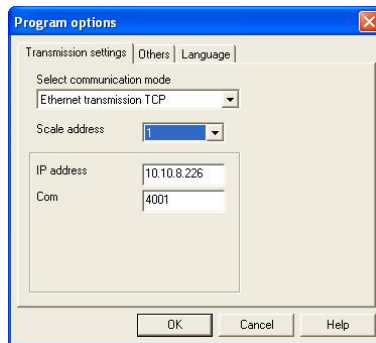 Program options
Transmission settings Others Language
Select communication mode
Ethernet transmission TCP
Scale address 1
IP address 10.10.8.226
Com 4001
OK Cancel Help